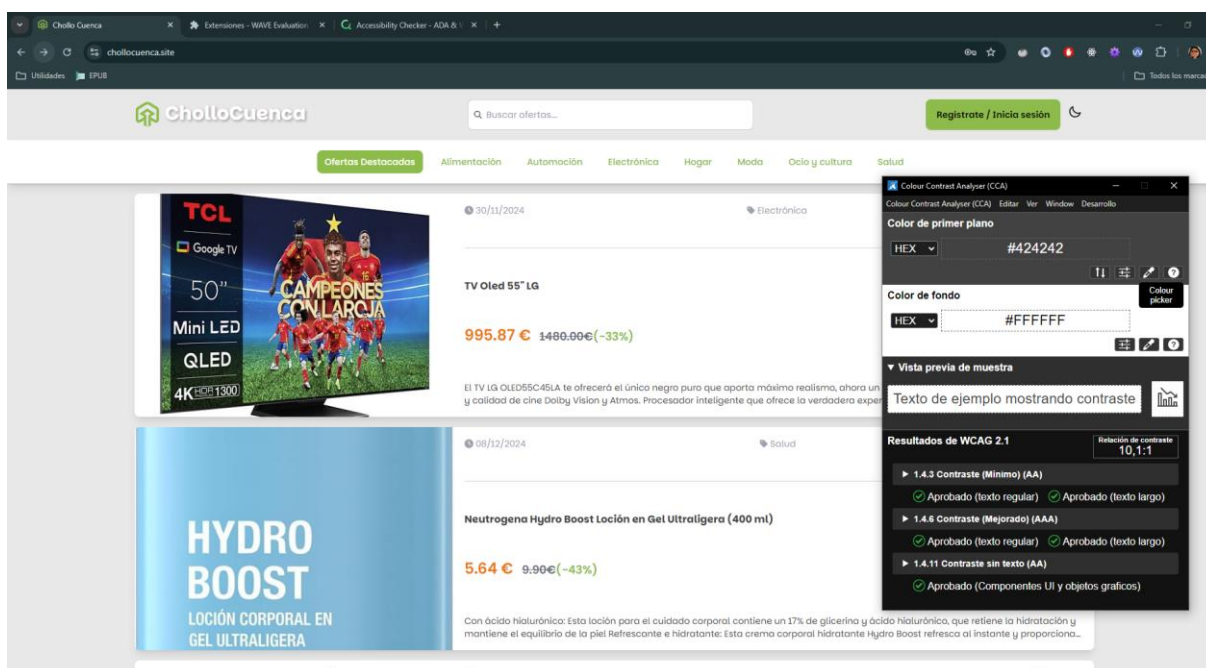 Chollo Cuenca
Extensiones - WAVE Evaluation
Accessibility Checker - ADA &
chollocuenca.site
Utilidades
EPUB
Todos los marca
CholloCuenca
Buscar ofertas...
Registrate / Inicia sesión
Ofertas Destacadas
Alimentación
Automoción
Electrónica
Hogar
Moda
Ocio y cultura
Salud
TCL
Google TV
50"
Mini LED
QLED
4K HDR 1300
CAMPEONES
CON LA ROJA
30/11/2024
Electrónica
TV Oled 55" LG
995.87 € 1480.00€(-33%)
El TV LG OLED55C45LA te ofrecerá el único negro puro que aporta máximo realismo, ahora un
y calidad de cine Dolby Vision y Atmos. Procesador inteligente que ofrece la verdadera exper
HYDRO
BOOST
LOCIÓN CORPORAL EN
GEL ULTRALIGERA
08/12/2024
Salud
Neutrogena Hydro Boost Loción en Gel Ultraligera (400 ml)
5.64 € 9.90€(-43%)
Con ácido hialurónico: Esta loción para el cuidado corporal contiene un 17% de glicerina y ácido hialurónico, que retiene la hidratación y
mantiene el equilibrio de la piel Refrescante e hidratante: Esta crema corporal hidratante Hydro Boost refresca al instante y proporciona...
Colour Contrast Analyser (CCA)
Colour Contrast Analyser (CCA) Editar Ver Window Desarrollo
Color de primer plano
HEX
#424242
Colour
picker
Color de fondo
HEX
#FFFFFF
Vista previa de muestra
Texto de ejemplo mostrando contraste
Resultados de WCAG 2.1
Relación de contraste
10,1:1
1.4.3 Contraste (Mínimo) (AA)
Aprobado (texto regular) Aprobado (texto largo)
1.4.6 Contraste (Mejorado) (AAA)
Aprobado (texto regular) Aprobado (texto largo)
1.4.11 Contraste sin texto (AA)
Aprobado (Componentes UI y objetos graficos)